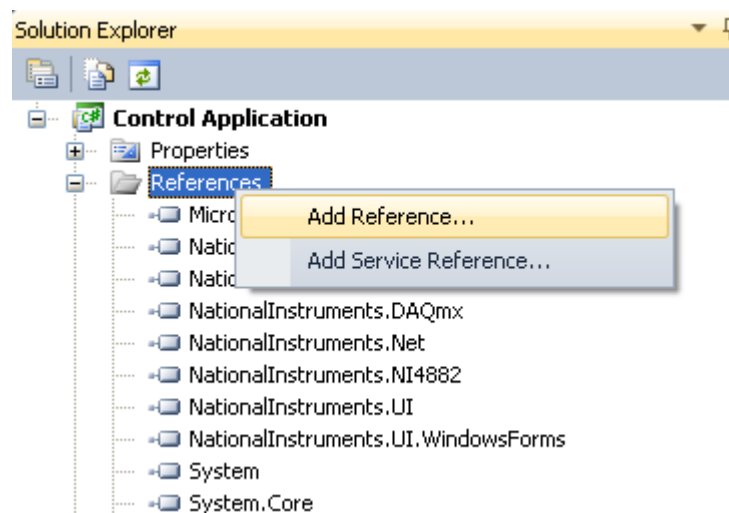 Solution Explorer
Control Application
Properties
References
Add Reference...
Add Service Reference...
NationalInstruments.DAQmx
NationalInstruments.Net
NationalInstruments.NI4882
NationalInstruments.UI
NationalInstruments.UI.WindowsForms
System
System.Core